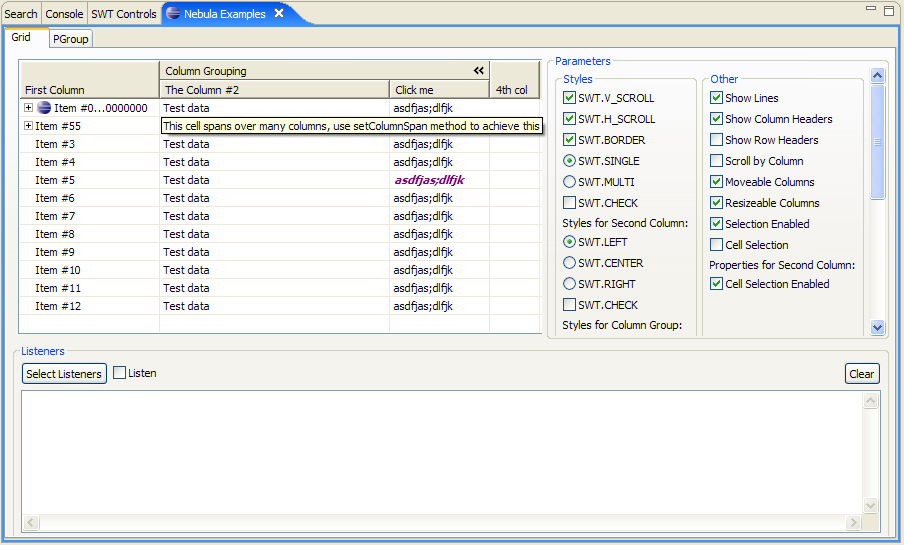 Search Console SWT Controls Nebula Examples
Grid PGroup
Column Grouping
First Column The Column #2 Click me 4th col
Item #0...0000000 Test data asdfjas;dlfjk
Item #55 This cell spans over many columns, use setColumnSpan method to achieve this
Item #3 Test data asdfjas;dlfjk
Item #4 Test data asdfjas;dlfjk
Item #5 Test data asdfjas;dlfjk
Item #6 Test data asdfjas;dlfjk
Item #7 Test data asdfjas;dlfjk
Item #8 Test data asdfjas;dlfjk
Item #9 Test data asdfjas;dlfjk
Item #10 Test data asdfjas;dlfjk
Item #11 Test data asdfjas;dlfjk
Item #12 Test data asdfjas;dlfjk
Parameters
Styles
SWT.V_SCROLL
SWT.H_SCROLL
SWT.BORDER
SWT.SINGLE
SWT.MULTI
SWT.CHECK
Styles for Second Column:
SWT.LEFT
SWT.CENTER
SWT.RIGHT
SWT.CHECK
Styles for Column Group:
Other
Show Lines
Show Column Headers
Show Row Headers
Scroll by Column
Moveable Columns
Resizeable Columns
Selection Enabled
Cell Selection
Properties for Second Column:
Cell Selection Enabled
Listeners
Select Listeners Listen Clear